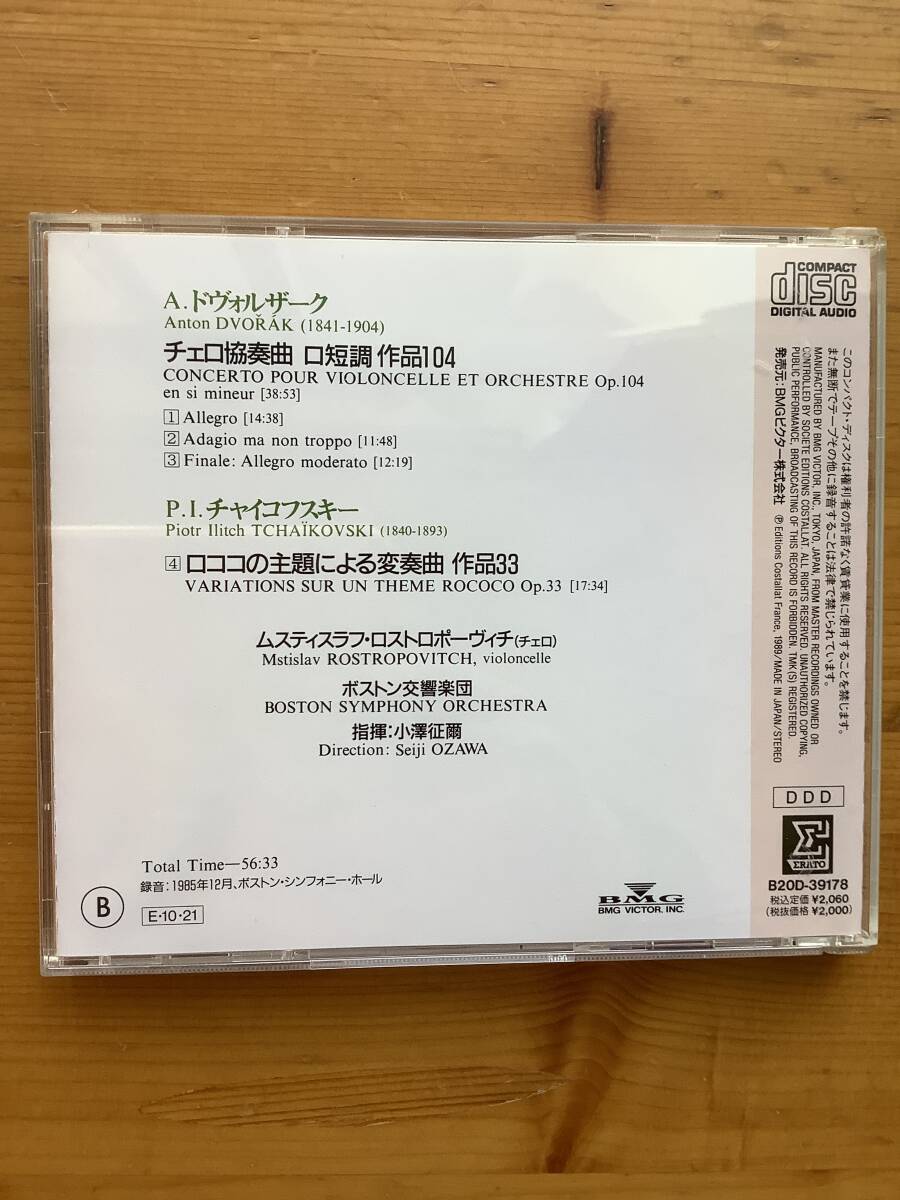 A.ドヴォルザーク
Anton DVOŘÁK (1841-1904)
チェロ協奏曲 ロ短調 作品104
CONCERTO POUR VIOLONCELLE ET ORCHESTRE Op.104
en si mineur [38:53]
1 Allegro [14:38]
2 Adagio ma non troppo [11:48]
3 Finale: Allegro moderato [12:19]
P.I.チャイコフスキー
Piotr Ilitch TCHAÏKOVSKI (1840-1893)
4 ロココの主題による変奏曲 作品33
VARIATIONS SUR UN THEME ROCOCO Op.33 [17:34]
ムスティスラフ・ロストロポーヴィチ(チェロ)
Mstislav ROSTROPOVITCH, violoncelle
ボストン交響楽団
BOSTON SYMPHONY ORCHESTRA
指揮:小澤征爾
Direction: Seiji OZAWA
Total Time—56:33
録音:1985年12月、ボストン・シンフォニー・ホール
B
E・10・21
BMG
BMG VICTOR, INC.
COMPACT
disc
DIGITAL AUDIO
このコンパクト・ディスクは権利者の許諾なく賃貸業に使用することを禁じます。
また無断でテープその他に録音することは法律で禁じられています。
MANUFACTURED BY BMG VICTOR, INC., TOKYO, JAPAN, FROM MASTER RECORDINGS OWNED OR
CONTROLLED BY SOCIETE EDITIONS COSTALLAT. ALL RIGHTS RESERVED. UNAUTHORIZED COPYING,
PUBLIC PERFORMANCE, BROADCASTING OF THIS RECORD IS FORBIDDEN. TMK(S) REGISTERED.
発売元:BMGビクター株式会社 ℗ Editions Costallat France, 1989/MADE IN JAPAN/STEREO
DDD
ERATO
B20D-39178
税込定価 ¥2,060
(税抜価格 ¥2,000)